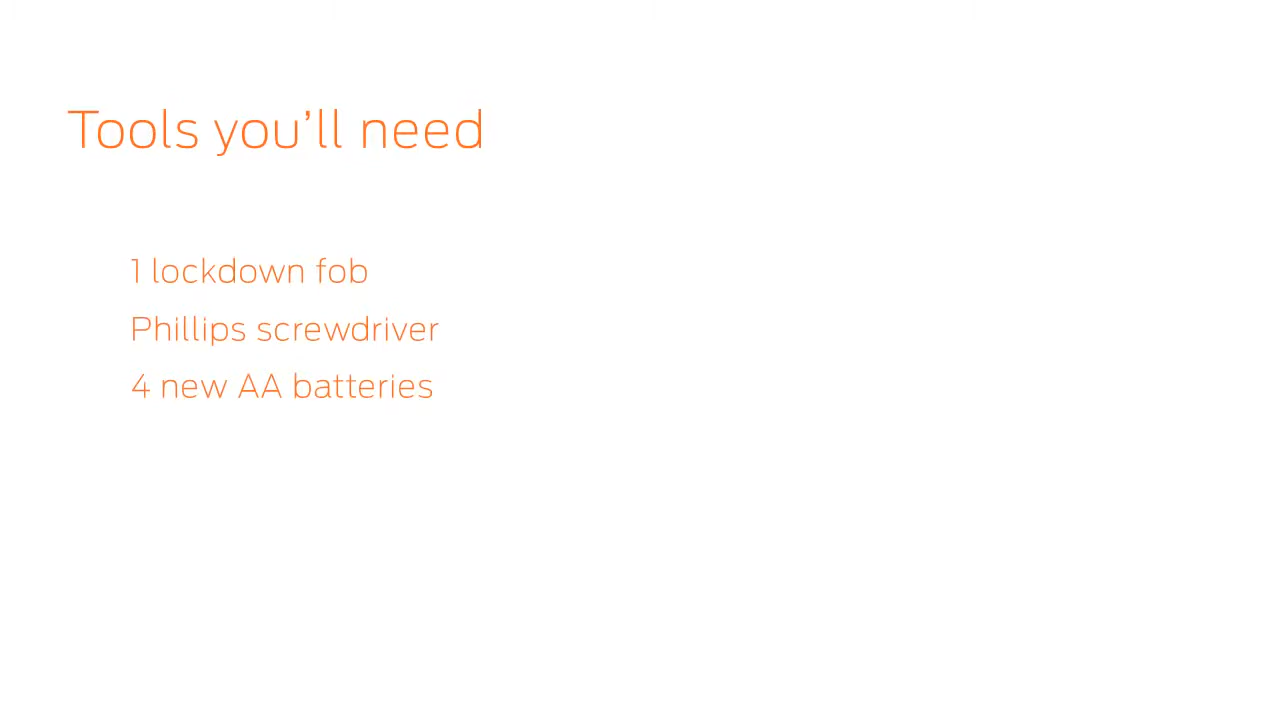 Tools you’ll need
1 lockdown fob
Phillips screwdriver
4 new AA batteries